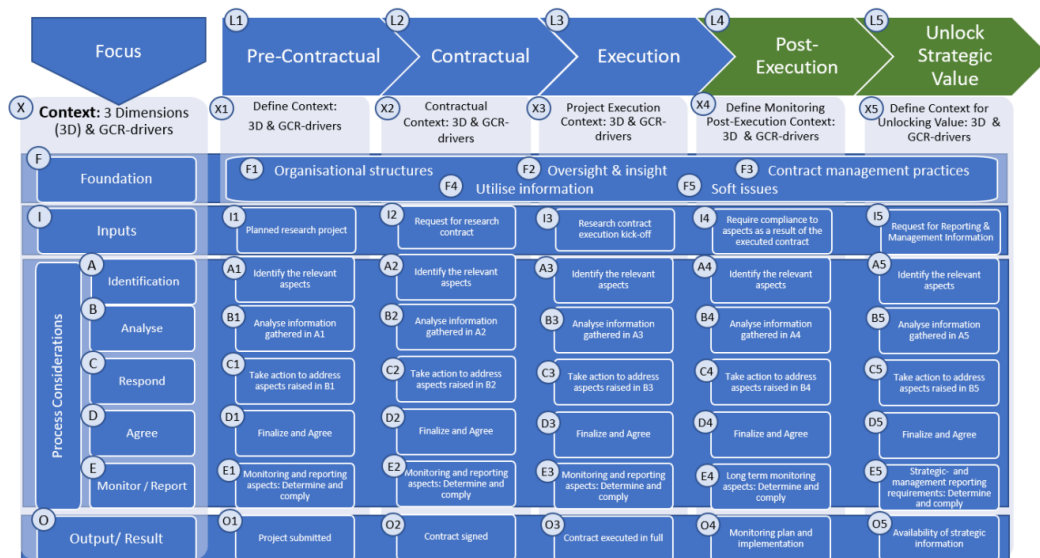 Focus
L1
Pre-Contractual
L2
Contractual
L3
Execution
L4
Post-
Execution
L5
Unlock
Strategic
Value
X
Context: 3 Dimensions
(3D) & GCR-drivers
X1
Define Context:
3D & GCR-drivers
X2
Contractual
Context: 3D & GCR-
drivers
X3
Project Execution
Context: 3D & GCR-
drivers
X4
Define Monitoring
Post-Execution Context:
3D & GCR-drivers
X5
Define Context for
Unlocking Value: 3D &
GCR-drivers
F
Foundation
F1
Organisational structures
F2
Oversight & insight
F3
Contract management practices
F4
Utilise information
F5
Soft issues
I
Inputs
I1
Planned research project
I2
Request for research
contract
I3
Research contract
execution kick-off
I4
Require compliance to
aspects as a result of the
executed contract
I5
Request for Reporting &
Management Information
Process Considerations
A
Identification
A1
Identify the relevant
aspects
A2
Identify the relevant
aspects
A3
Identify the relevant
aspects
A4
Identify the relevant
aspects
A5
Identify the relevant
aspects
B
Analyse
B1
Analyse information
gathered in A1
B2
Analyse information
gathered in A2
B3
Analyse information
gathered in A3
B4
Analyse information
gathered in A4
B5
Analyse information
gathered in A5
C
Respond
C1
Take action to address
aspects raised in B1
C2
Take action to address
aspects raised in B2
C3
Take action to address
aspects raised in B3
C4
Take action to address
aspects raised in B4
C5
Take action to address
aspects raised in B5
D
Agree
D1
Finalize and Agree
D2
Finalize and Agree
D3
Finalize and Agree
D4
Finalize and Agree
D5
Finalize and Agree
E
Monitor / Report
E1
Monitoring and reporting
aspects: Determine and
comply
E2
Monitoring and reporting
aspects: Determine and
comply
E3
Monitoring and reporting
aspects: Determine and
comply
E4
Long term monitoring
aspects: Determine and
comply
E5
Strategic- and
management reporting
requirements: Determine
and comply
O
Output/ Result
O1
Project submitted
O2
Contract signed
O3
Contract executed in full
O4
Monitoring plan and
implementation
O5
Availability of strategic
information